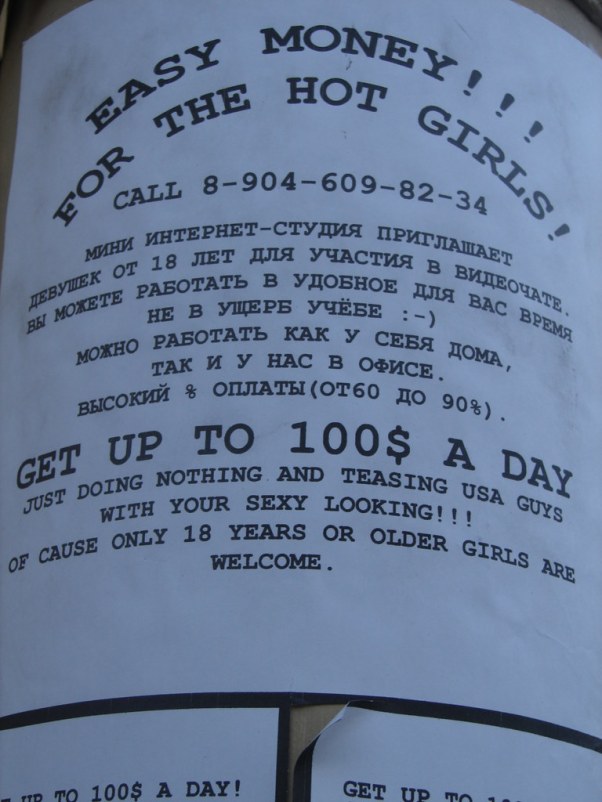 EASY MONEY!!!
FOR THE HOT GIRLS!
CALL 8-904-609-82-34
МИНИ ИНТЕРНЕТ-СТУДИЯ ПРИГЛАШАЕТ
ДЕВУШЕК ОТ 18 ЛЕТ ДЛЯ УЧАСТИЯ В ВИДЕОЧАТЕ.
ВЫ МОЖЕТЕ РАБОТАТЬ В УДОБНОЕ ДЛЯ ВАС ВРЕМЯ
НЕ В УЩЕРБ УЧЁБЕ :-)
МОЖНО РАБОТАТЬ КАК У СЕБЯ ДОМА,
ТАК И У НАС В ОФИСЕ.
ВЫСОКИЙ % ОПЛАТЫ(ОТ60 ДО 90%).
GET UP TO 100$ A DAY
JUST DOING NOTHING AND TEASING USA GUYS
WITH YOUR SEXY LOOKING!!!
OF CAUSE ONLY 18 YEARS OR OLDER GIRLS ARE
WELCOME.
UP TO 100$ A DAY!
GET UP TO